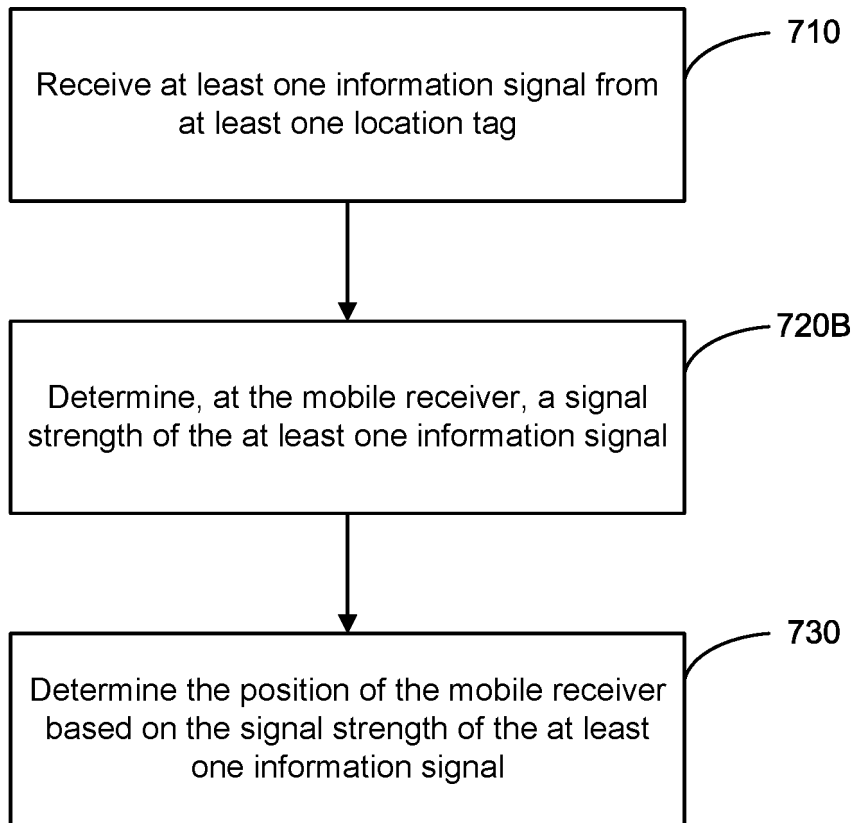 710
Receive at least one information signal from
at least one location tag
720B
Determine, at the mobile receiver, a signal
strength of the at least one information signal
730
Determine the position of the mobile receiver
based on the signal strength of the at least
one information signal